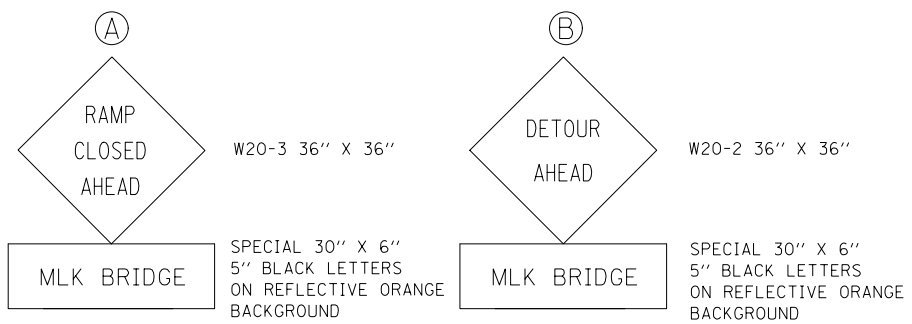 A
RAMP
CLOSED
AHEAD
W20-3 36'' X 36''
MLK BRIDGE
SPECIAL 30'' X 6''
5'' BLACK LETTERS
ON REFLECTIVE ORANGE
BACKGROUND
B
DETOUR
AHEAD
W20-2 36'' X 36''
MLK BRIDGE
SPECIAL 30'' X 6''
5'' BLACK LETTERS
ON REFLECTIVE ORANGE
BACKGROUND